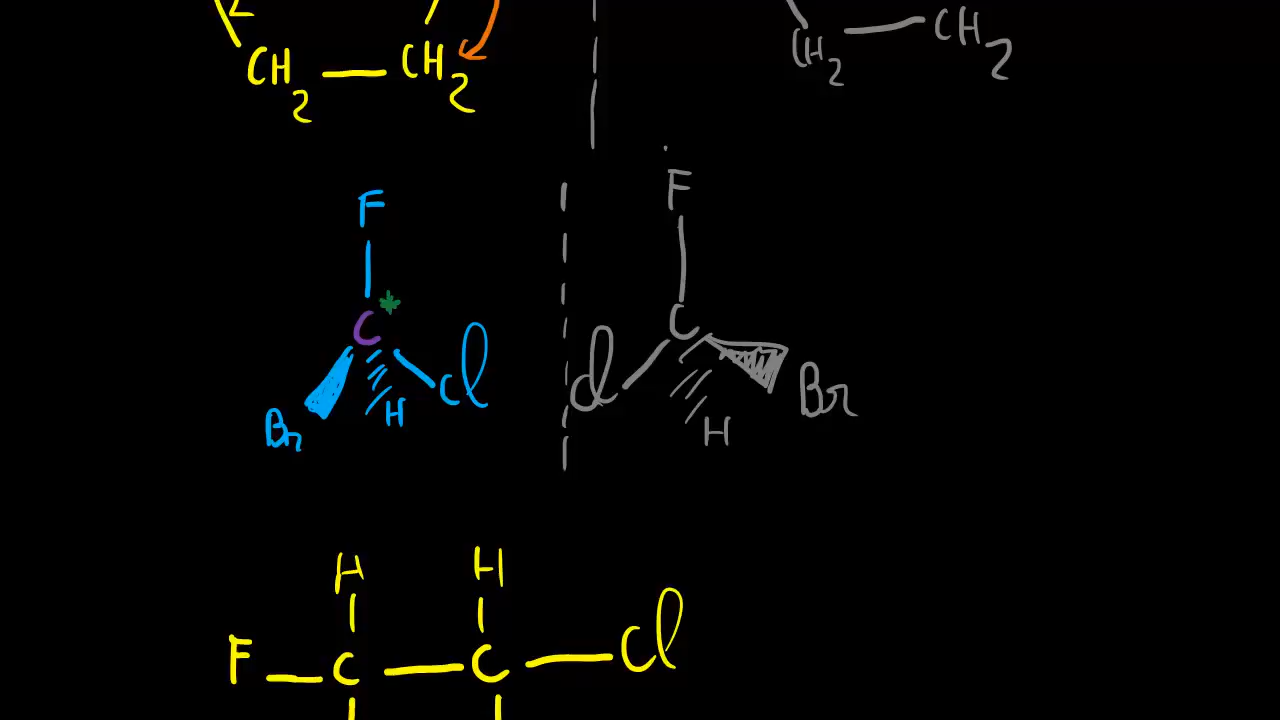 CH2 — CH2
CH2 — CH2
F
F
C*
C
Br H Cl
Cl H Br
H H
F — C — C — Cl